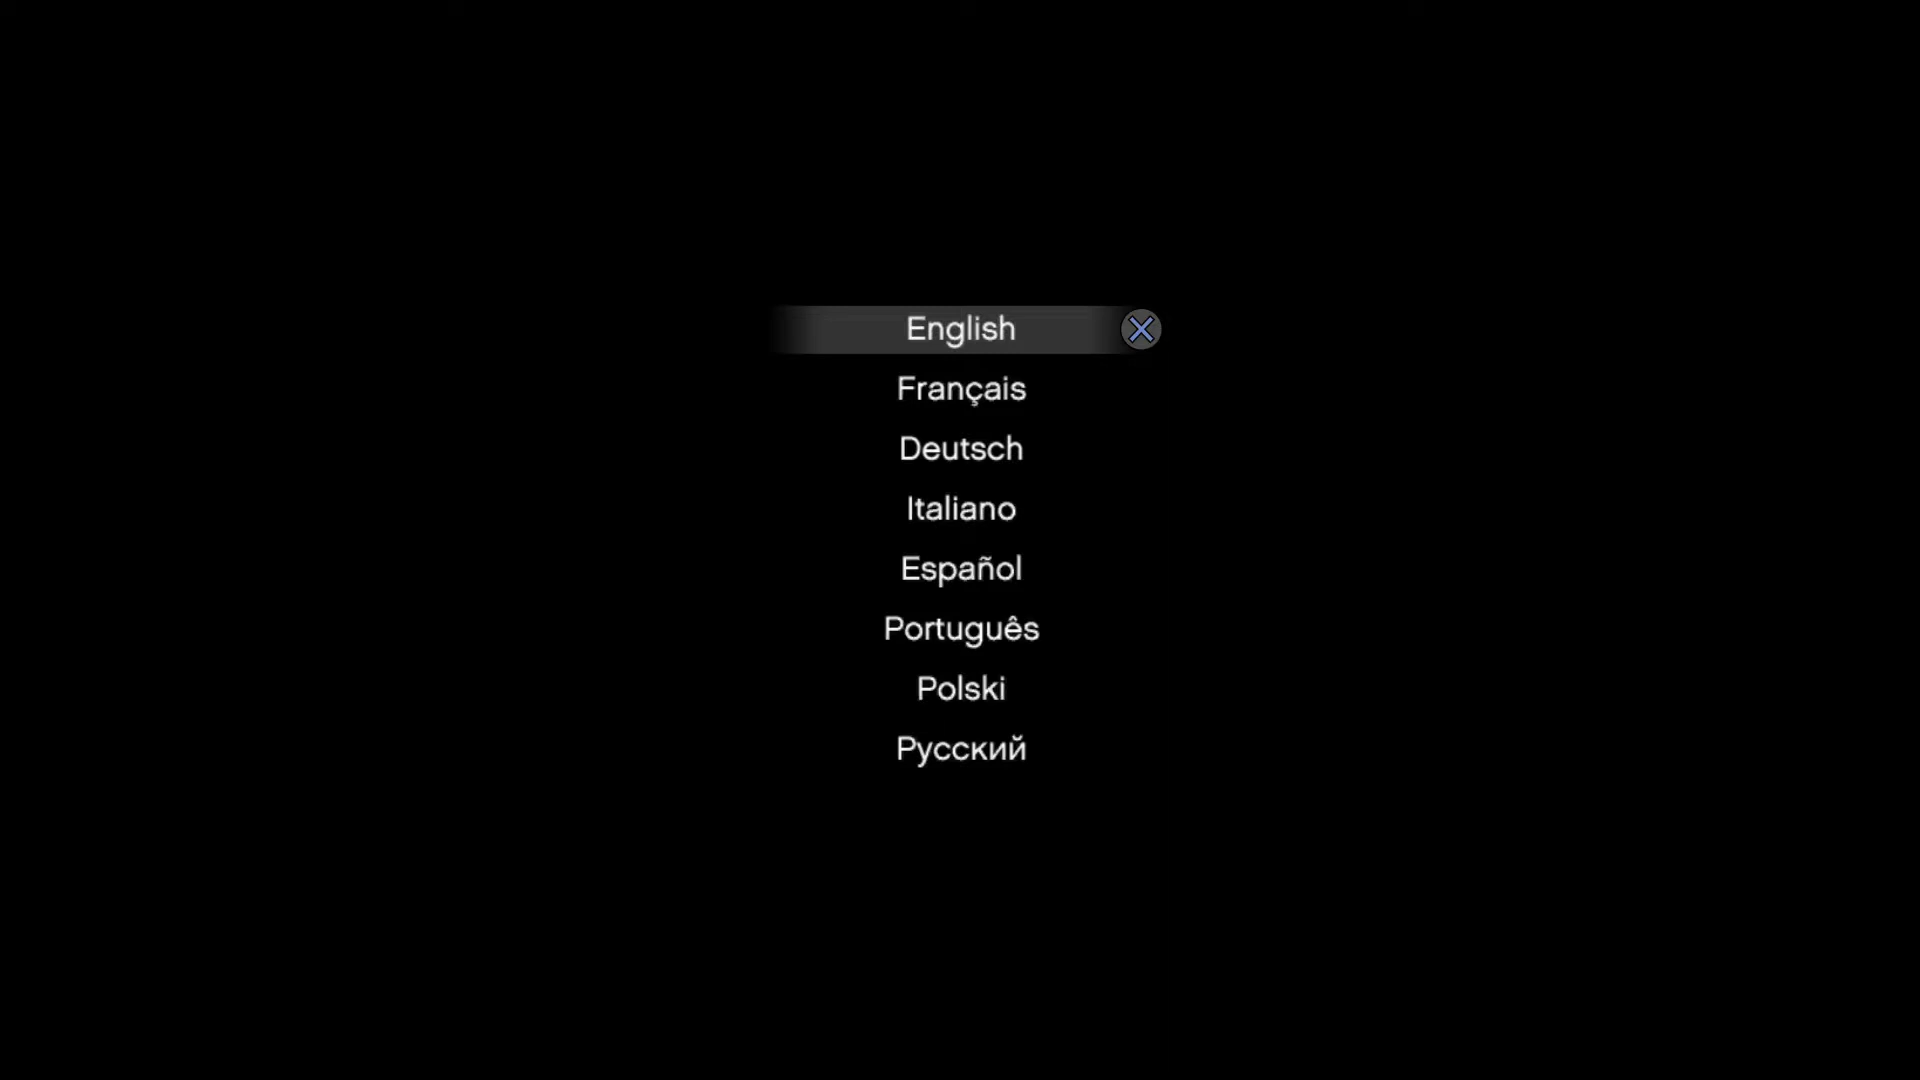 English
Français
Deutsch
Italiano
Español
Português
Polski
Русский